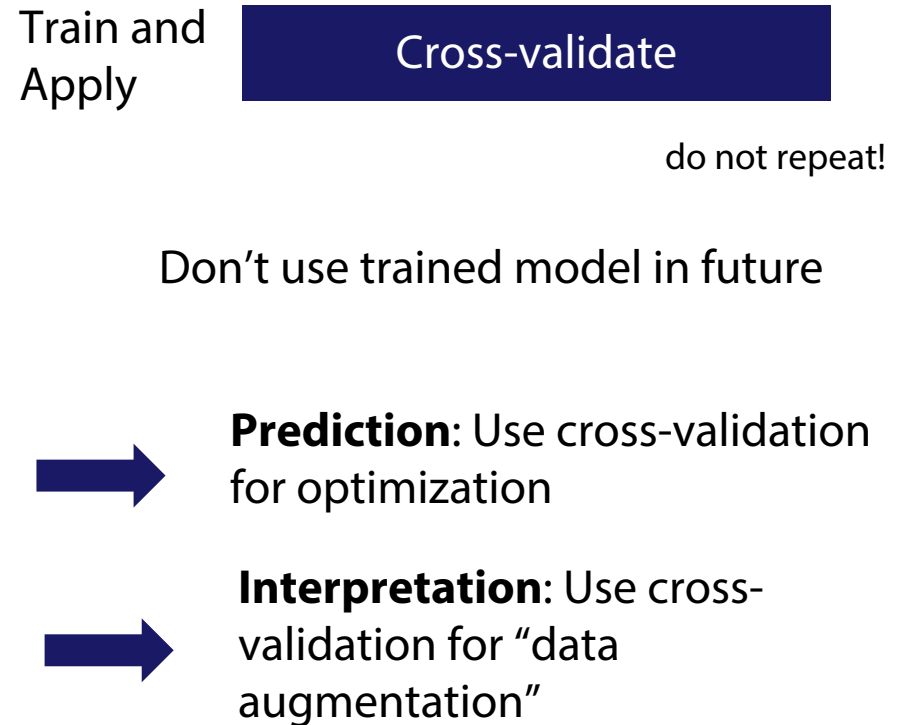 Train and
Apply
Cross-validate
do not repeat!
Don’t use trained model in future
Prediction: Use cross-validation
for optimization
Interpretation: Use cross-
validation for “data
augmentation”